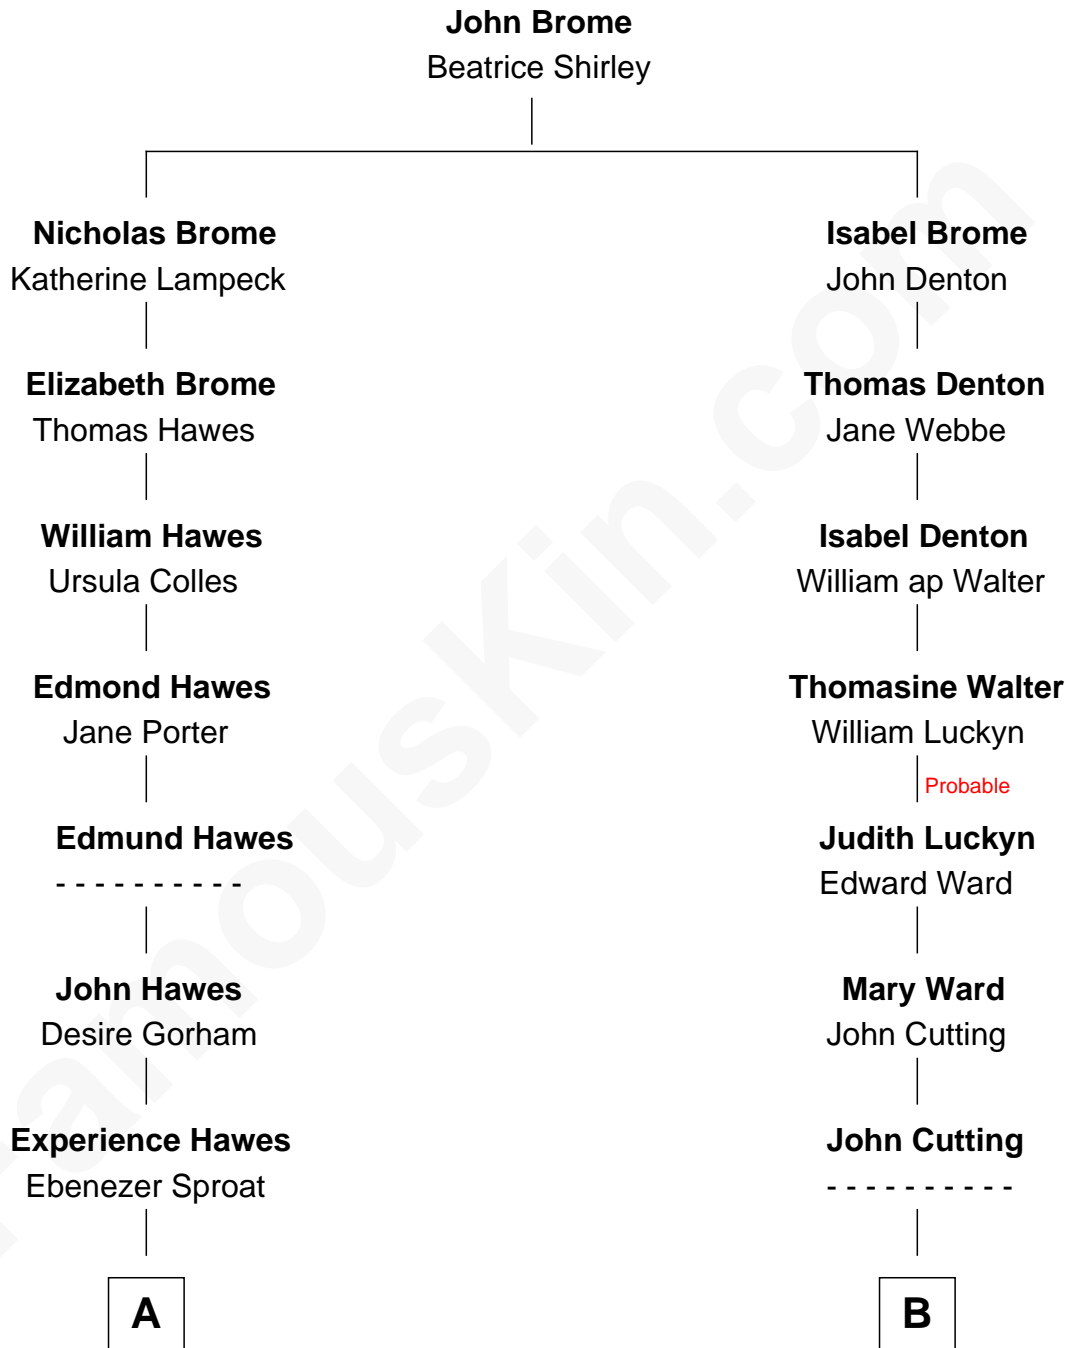 John Brome
Beatrice Shirley
Nicholas Brome
Katherine Lampeck
Isabel Brome
John Denton
Elizabeth Brome
Thomas Hawes
Thomas Denton
Jane Webbe
William Hawes
Ursula Colles
Isabel Denton
William ap Walter
Edmond Hawes
Jane Porter
Thomasine Walter
William Luckyn
Probable
Edmund Hawes
- - - - - - - - - -
Judith Luckyn
Edward Ward
John Hawes
Desire Gorham
Mary Ward
John Cutting
Experience Hawes
Ebenezer Sproat
John Cutting
- - - - - - - - - -
A
B
FamousKin.com